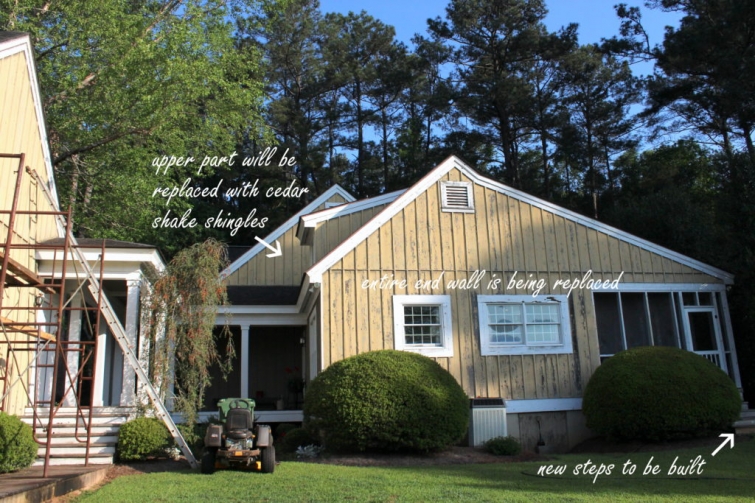 upper part will be
replaced with cedar
shake shingles
entire end wall is being replaced
new steps to be built